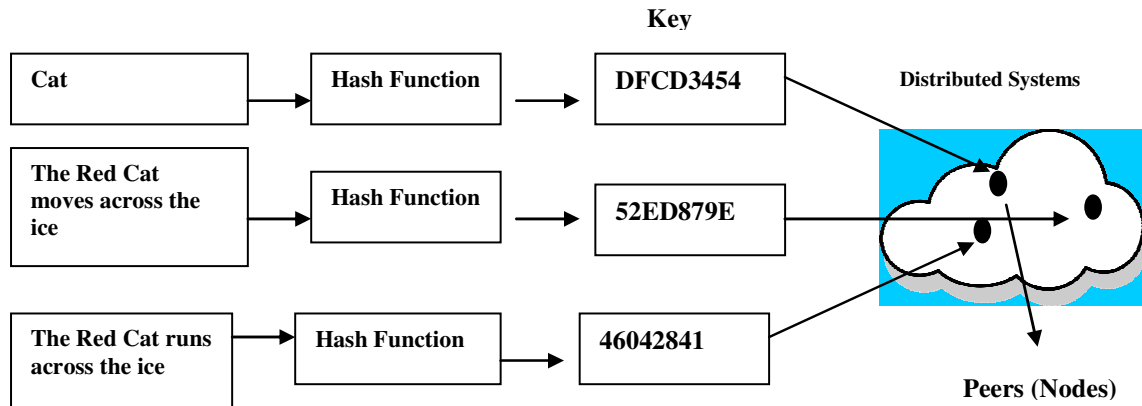 Key
Cat
Hash Function
DFCD3454
Distributed Systems
The Red Cat
moves across the
ice
Hash Function
52ED879E
The Red Cat runs
across the ice
Hash Function
46042841
Peers (Nodes)